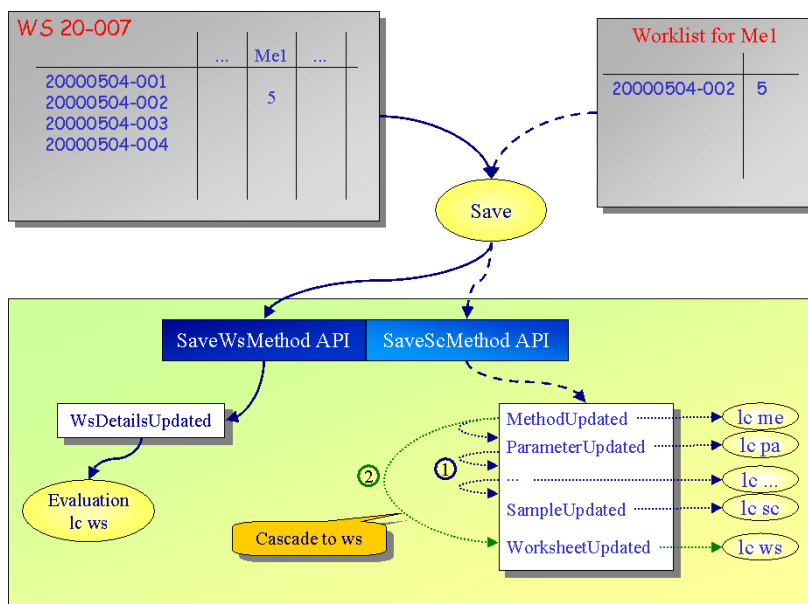 WS 20-007
... Me1 ...
20000504-001
20000504-002 5
20000504-003
20000504-004
Worklist for Me1
20000504-002 5
Save
SaveWsMethod API
SaveScMethod API
WsDetailsUpdated
Evaluation
lc ws
MethodUpdated
ParameterUpdated
...
SampleUpdated
WorksheetUpdated
lc me
lc pa
lc ...
lc sc
lc ws
1
2
Cascade to ws